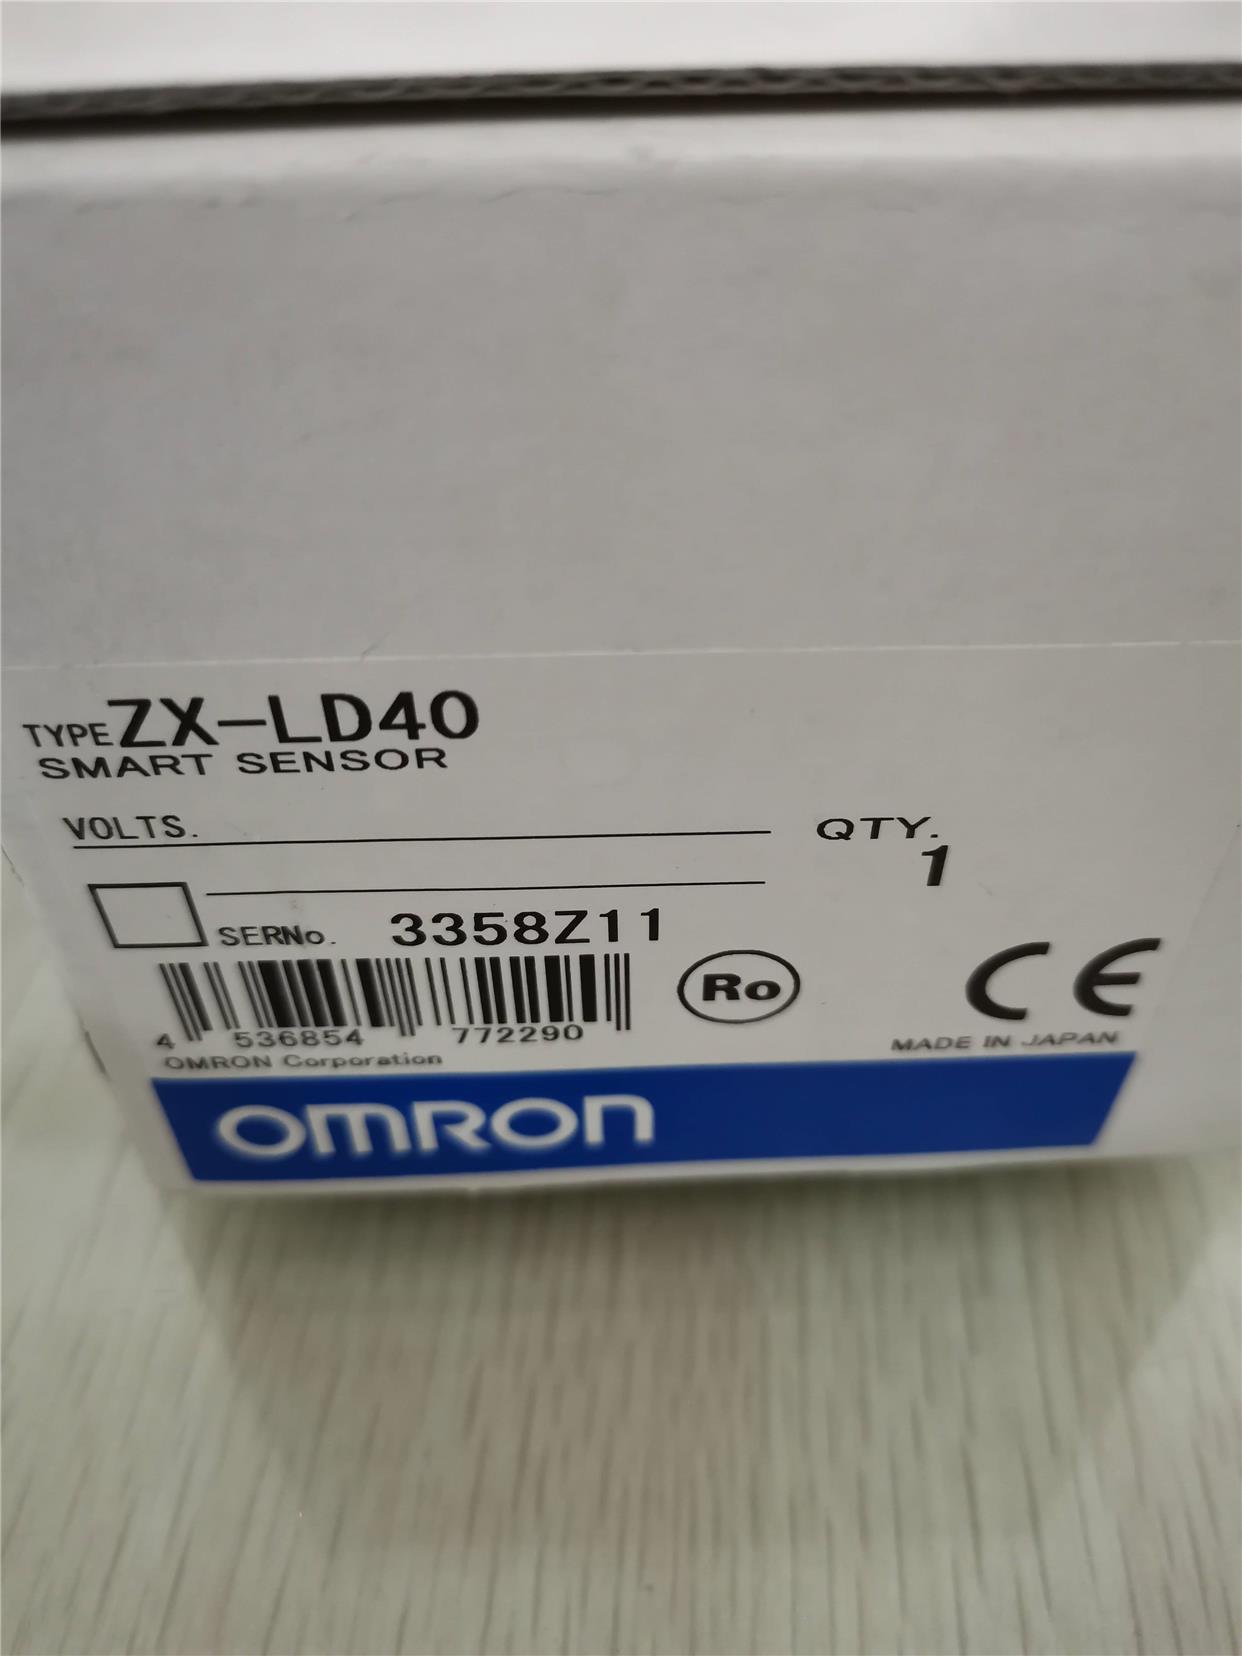 TYPE ZX-LD40
SMART SENSOR
VOLTS.
QTY.
1
SERNo. 3358Z11
4 536854 772290
Ro
CE
OMRON Corporation
MADE IN JAPAN
OMRON